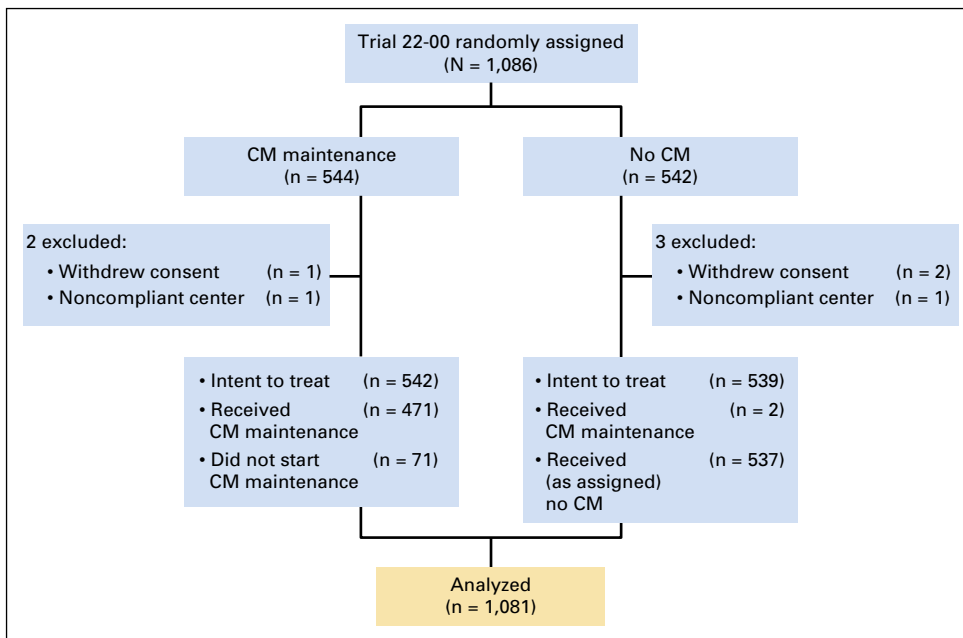 Trial 22-00 randomly assigned
(N = 1,086)
CM maintenance
(n = 544)
No CM
(n = 542)
2 excluded:
• Withdrew consent (n = 1)
• Noncompliant center (n = 1)
3 excluded:
• Withdrew consent (n = 2)
• Noncompliant center (n = 1)
• Intent to treat (n = 542)
• Received (n = 471)
CM maintenance
• Did not start (n = 71)
CM maintenance
• Intent to treat (n = 539)
• Received (n = 2)
CM maintenance
• Received (n = 537)
(as assigned)
no CM
Analyzed
(n = 1,081)